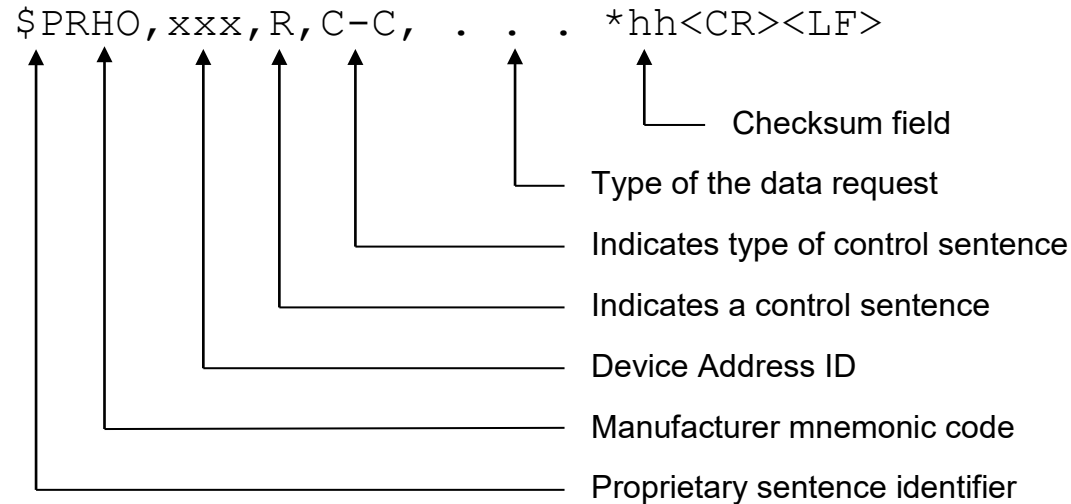 $PRHO,xxx,R,C-C, . . . *hh<CR><LF>
Checksum field
Type of the data request
Indicates type of control sentence
Indicates a control sentence
Device Address ID
Manufacturer mnemonic code
Proprietary sentence identifier